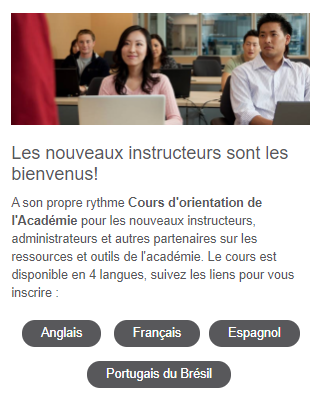 Les nouveaux instructeurs sont les
bienvenus!
A son propre rythme Cours d'orientation de
l'Académie pour les nouveaux instructeurs,
administrateurs et autres partenaires sur les
ressources et outils de l'académie. Le cours est
disponible en 4 langues, suivez les liens pour vous
inscrire :
Anglais Français Espagnol
Portugais du Brésil